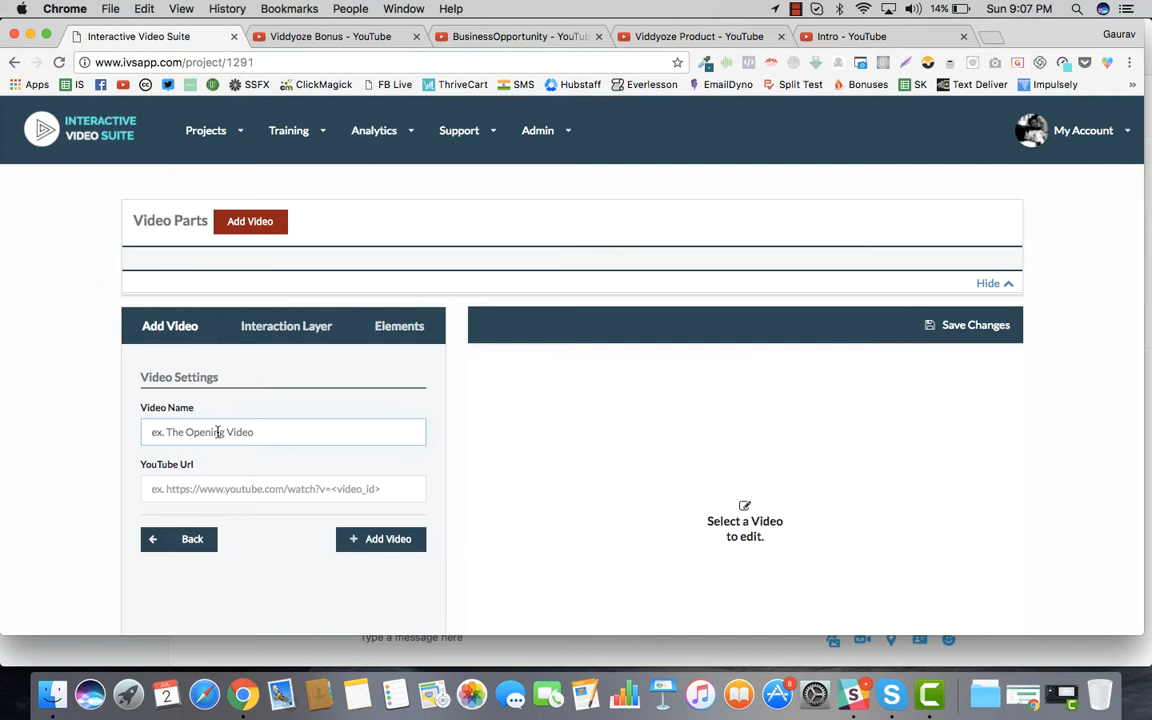 Chrome File Edit View History Bookmarks People Window Help 14% Sun 9:07 PM
Interactive Video Suite Viddyoze Bonus - YouTube BusinessOpportunity - YouTub Viddyoze Product - YouTube Intro - YouTube Gaurav
www.ivsapp.com/project/1291
Apps IS SSFX ClickMagick FB Live ThriveCart SMS Hubstaff Everlesson EmailDyno Split Test Bonuses SK Text Deliver Impulsely
INTERACTIVE
VIDEO SUITE
Projects Training Analytics Support Admin My Account
Video Parts Add Video
Hide
Add Video Interaction Layer Elements Save Changes
Video Settings
Video Name
ex. The Opening Video
YouTube Url
ex. https://www.youtube.com/watch?v=<video_id>
Back Add Video
Select a Video
to edit.
Type a message here
2
8